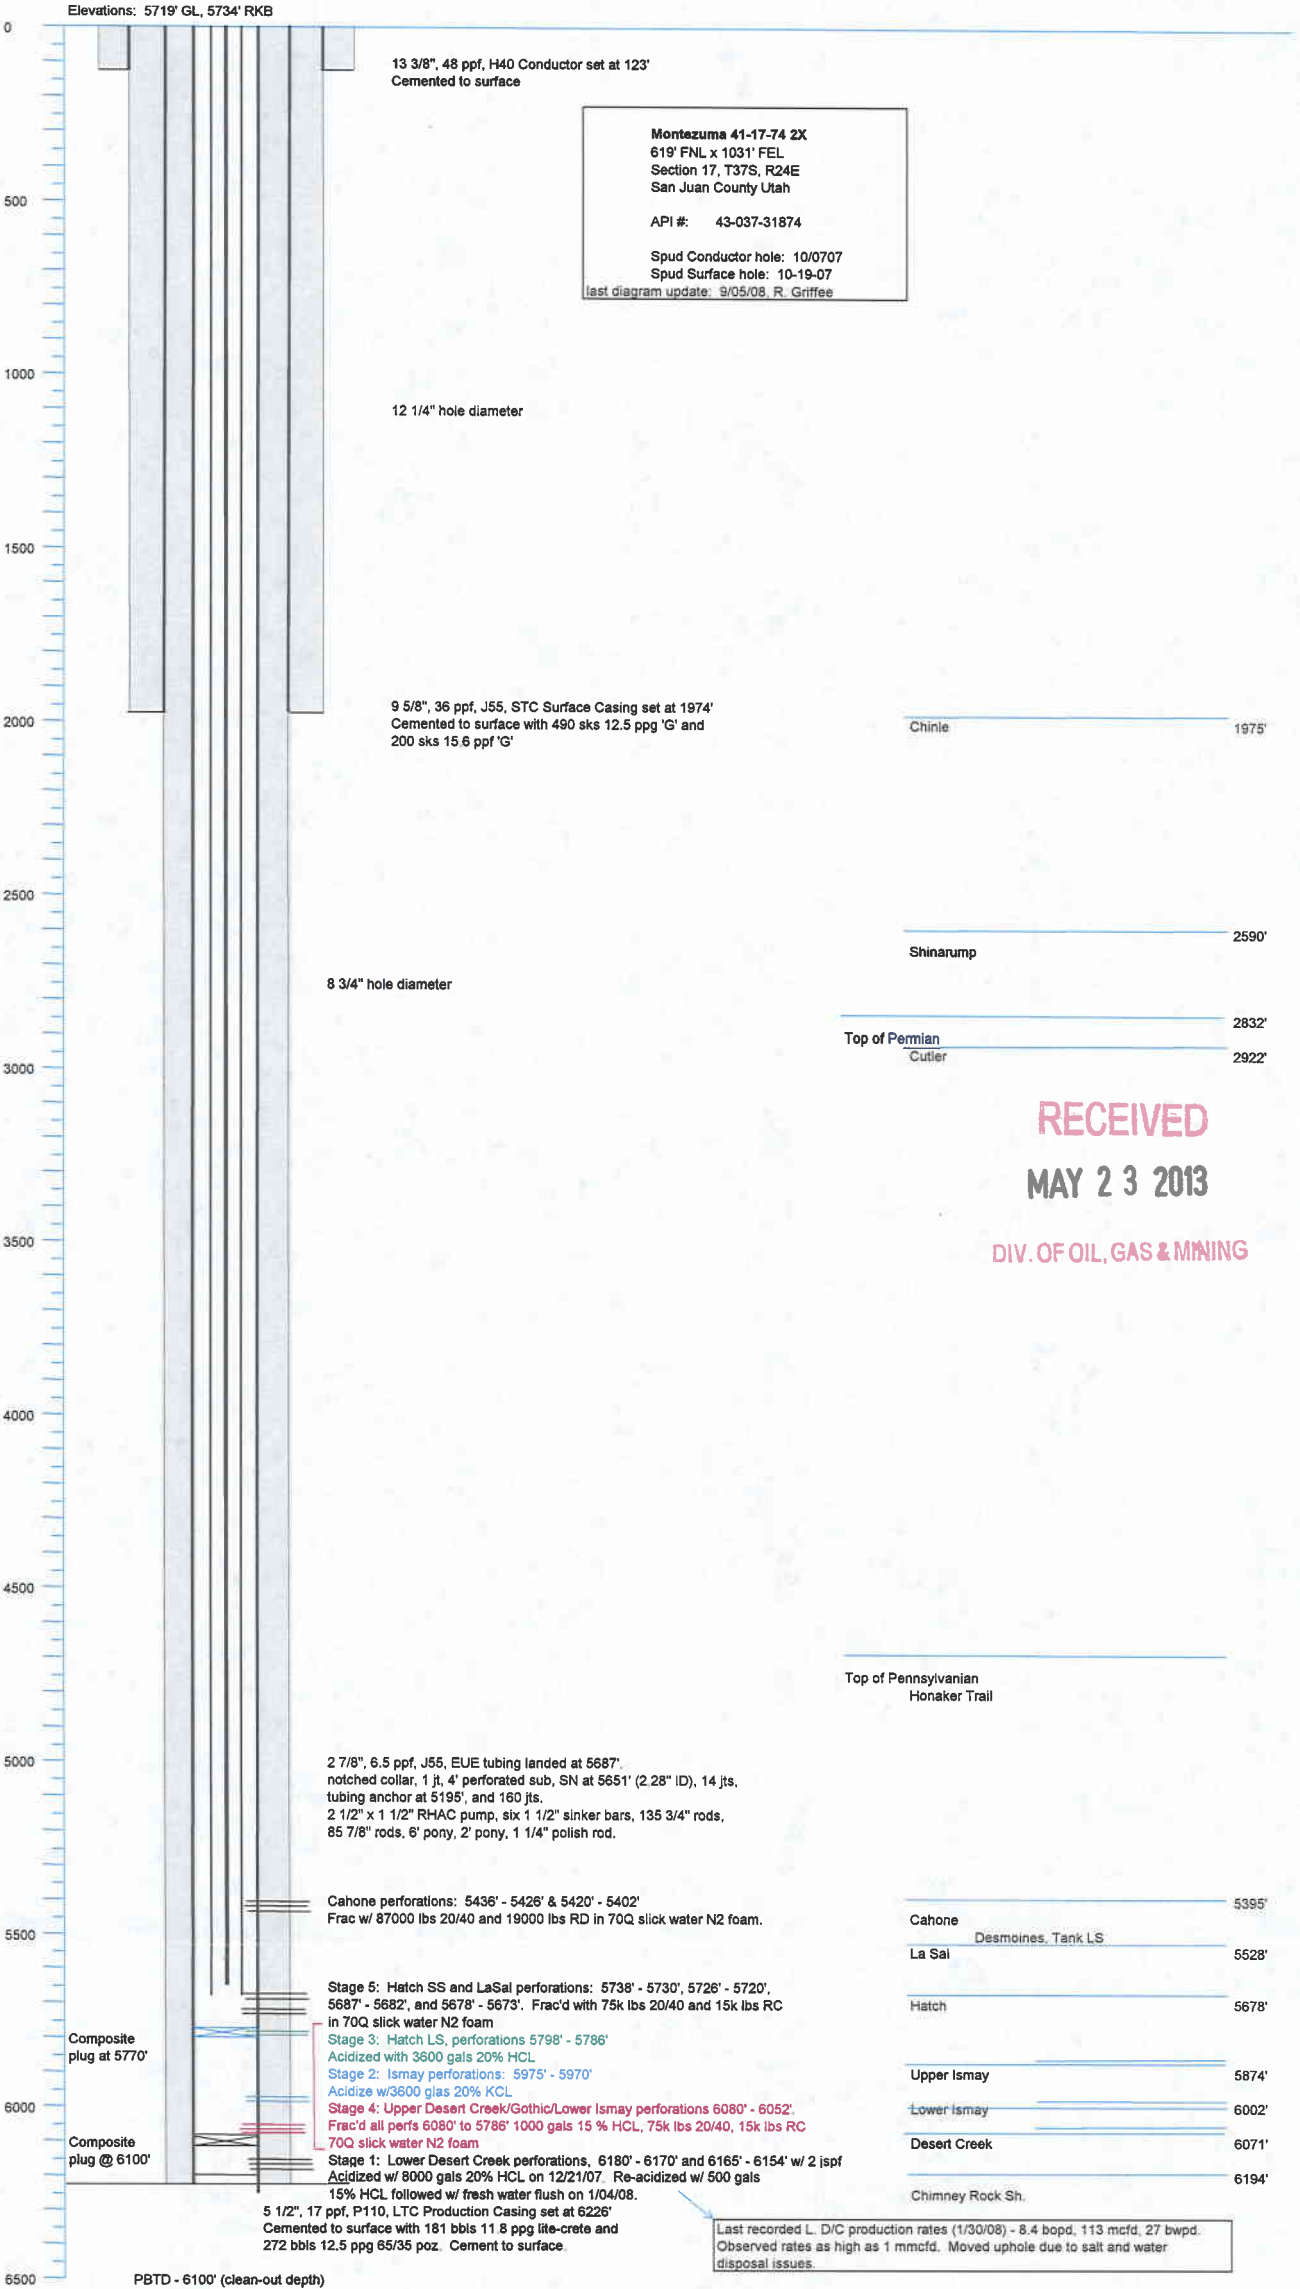 Elevations: 5719' GL, 5734' RKB
0
13 3/8", 48 ppf, H40 Conductor set at 123'
Cemented to surface
Montezuma 41-17-74 2X
619' FNL x 1031' FEL
Section 17, T37S, R24E
San Juan County Utah
API #: 43-037-31874
Spud Conductor hole: 10/0707
Spud Surface hole: 10-19-07
last diagram update: 9/05/08, R. Griffee
500
1000
12 1/4" hole diameter
1500
9 5/8", 36 ppf, J55, STC Surface Casing set at 1974'
Cemented to surface with 490 sks 12.5 ppg 'G' and
200 sks 15.6 ppf 'G'
2000
Chinle 1975'
2500
2590'
Shinarump
8 3/4" hole diameter
2832'
Top of Permian
Cutler 2922'
3000
RECEIVED
MAY 23 2013
DIV. OF OIL, GAS & MINING
3500
4000
4500
Top of Pennsylvanian
Honaker Trail
5000
2 7/8", 6.5 ppf, J55, EUE tubing landed at 5687'.
notched collar, 1 jt, 4' perforated sub, SN at 5651' (2.28" ID), 14 jts,
tubing anchor at 5195', and 160 jts.
2 1/2" x 1 1/2" RHAC pump, six 1 1/2" sinker bars, 135 3/4" rods,
85 7/8" rods, 6' pony, 2' pony, 1 1/4" polish rod.
Cahone perforations: 5436' - 5426' & 5420' - 5402'
Frac w/ 87000 lbs 20/40 and 19000 lbs RD in 70Q slick water N2 foam.
5395'
Cahone
5500
Desmoines, Tank LS
La Sal 5528'
Stage 5: Hatch SS and LaSal perforations: 5738' - 5730', 5726' - 5720',
5687' - 5682', and 5678' - 5673'. Frac'd with 75k lbs 20/40 and 15k lbs RC
in 70Q slick water N2 foam
Hatch 5678'
Composite
plug at 5770'
Stage 3: Hatch LS, perforations 5798' - 5786'
Acidized with 3600 gals 20% HCL
Stage 2: Ismay perforations: 5975' - 5970'
Acidize w/3600 glas 20% KCL
Upper Ismay 5874'
6000
Stage 4: Upper Desert Creek/Gothic/Lower Ismay perforations 6080' - 6052'.
Frac'd all perfs 6080' to 5786' 1000 gals 15 % HCL, 75k lbs 20/40, 15k lbs RC
70Q slick water N2 foam
Lower Ismay 6002'
Desert Creek 6071'
Composite
plug @ 6100'
Stage 1: Lower Desert Creek perforations, 6180' - 6170' and 6165' - 6154' w/ 2 jspf
Acidized w/ 8000 gals 20% HCL on 12/21/07. Re-acidized w/ 500 gals
15% HCL followed w/ fresh water flush on 1/04/08.
6194'
Chimney Rock Sh.
5 1/2", 17 ppf, P110, LTC Production Casing set at 6226'
Cemented to surface with 181 bbls 11.8 ppg lite-crete and
272 bbls 12.5 ppg 65/35 poz. Cement to surface.
Last recorded L. D/C production rates (1/30/08) - 8.4 bopd, 113 mcfd, 27 bwpd.
Observed rates as high as 1 mmcfd. Moved uphole due to salt and water
disposal issues.
6500
PBTD - 6100' (clean-out depth)